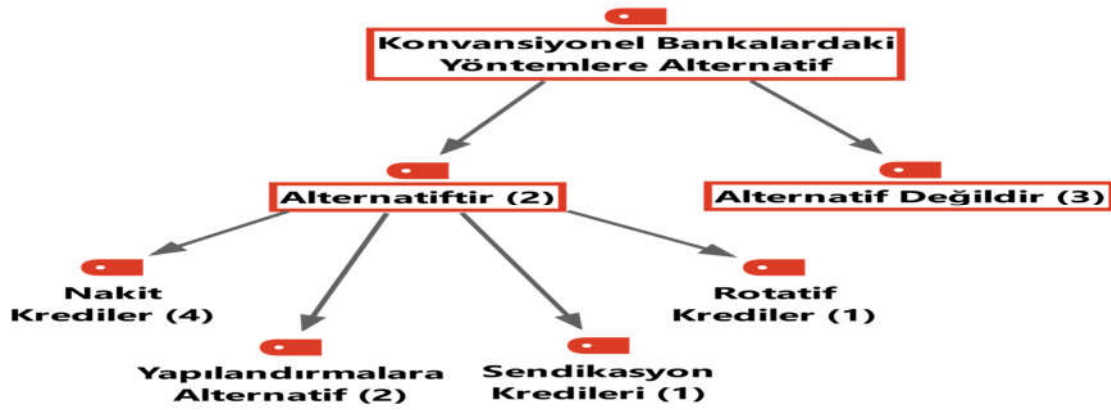 Konvansiyonel Bankalardaki
Yöntemlere Alternatif
Alternatiftir (2)
Alternatif Değildir (3)
Nakit
Krediler (4)
Rotatif
Krediler (1)
Yapılandırmalara
Alternatif (2)
Sendikasyon
Kredileri (1)